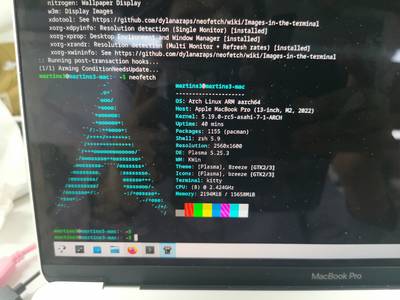 nitrogen: Wallpaper Display
w3m: Display Images
xdotool: See https://github.com/dylanaraps/neofetch/wiki/Images-in-the-terminal
xorg-xdpyinfo: Resolution detection (Single Monitor) [installed]
xorg-xprop: Desktop Environment and Window Manager [installed]
xorg-xrandr: Resolution detection (Multi Monitor + Refresh rates) [installed]
xorg-xwininfo: See https://github.com/dylanaraps/neofetch/wiki/Images-in-the-terminal [installed]
:: Running post-transaction hooks...
(1/1) Arming ConditionNeedsUpdate...
martins3@martins3-mac:~$ neofetch
martins3@martins3-mac
OS: Arch Linux ARM aarch64
Host: Apple MacBook Pro (13-inch, M2, 2022)
Kernel: 5.19.0-rc5-asahi-7-1-ARCH
Uptime: 40 mins
Packages: 1155 (pacman)
Shell: zsh 5.9
Resolution: 2560x1600
DE: Plasma 5.25.3
WM: KWin
Theme: [Plasma], Breeze [GTK2/3]
Icons: [Plasma], breeze [GTK2/3]
Terminal: kitty
CPU: (8) @ 2.424GHz
Memory: 2194MiB / 15658MiB
martins3@martins3-mac:~$
martins3@martins3-mac:~$
MacBook Pro